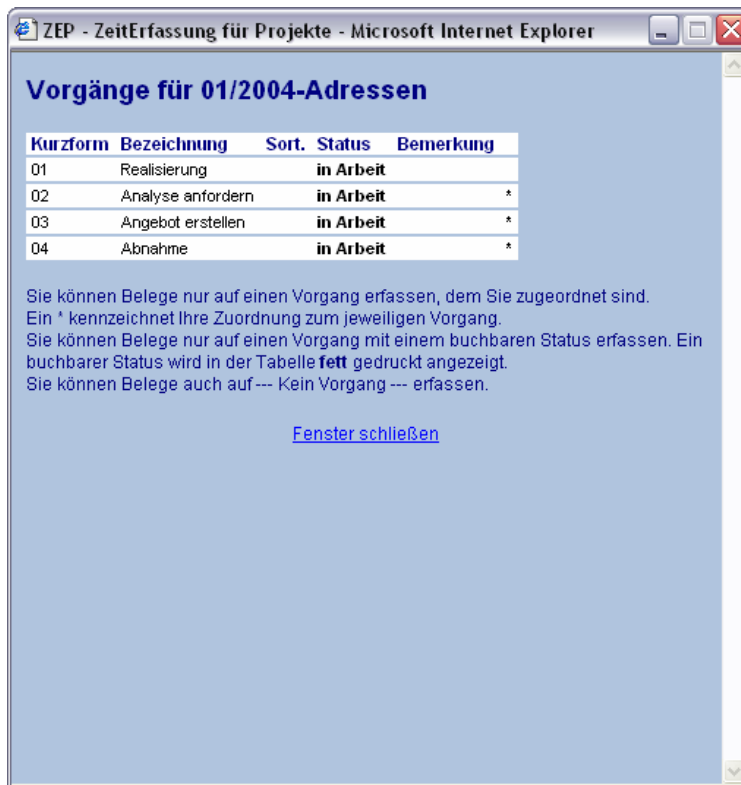 ZEP - ZeitErfassung für Projekte - Microsoft Internet Explorer
Vorgänge für 01/2004-Adressen
Kurzform Bezeichnung Sort. Status Bemerkung
01 Realisierung in Arbeit
02 Analyse anfordern in Arbeit *
03 Angebot erstellen in Arbeit *
04 Abnahme in Arbeit *
Sie können Belege nur auf einen Vorgang erfassen, dem Sie zugeordnet sind.
Ein * kennzeichnet Ihre Zuordnung zum jeweiligen Vorgang.
Sie können Belege nur auf einen Vorgang mit einem buchbaren Status erfassen. Ein
buchbarer Status wird in der Tabelle fett gedruckt angezeigt.
Sie können Belege auch auf --- Kein Vorgang --- erfassen.
Fenster schließen